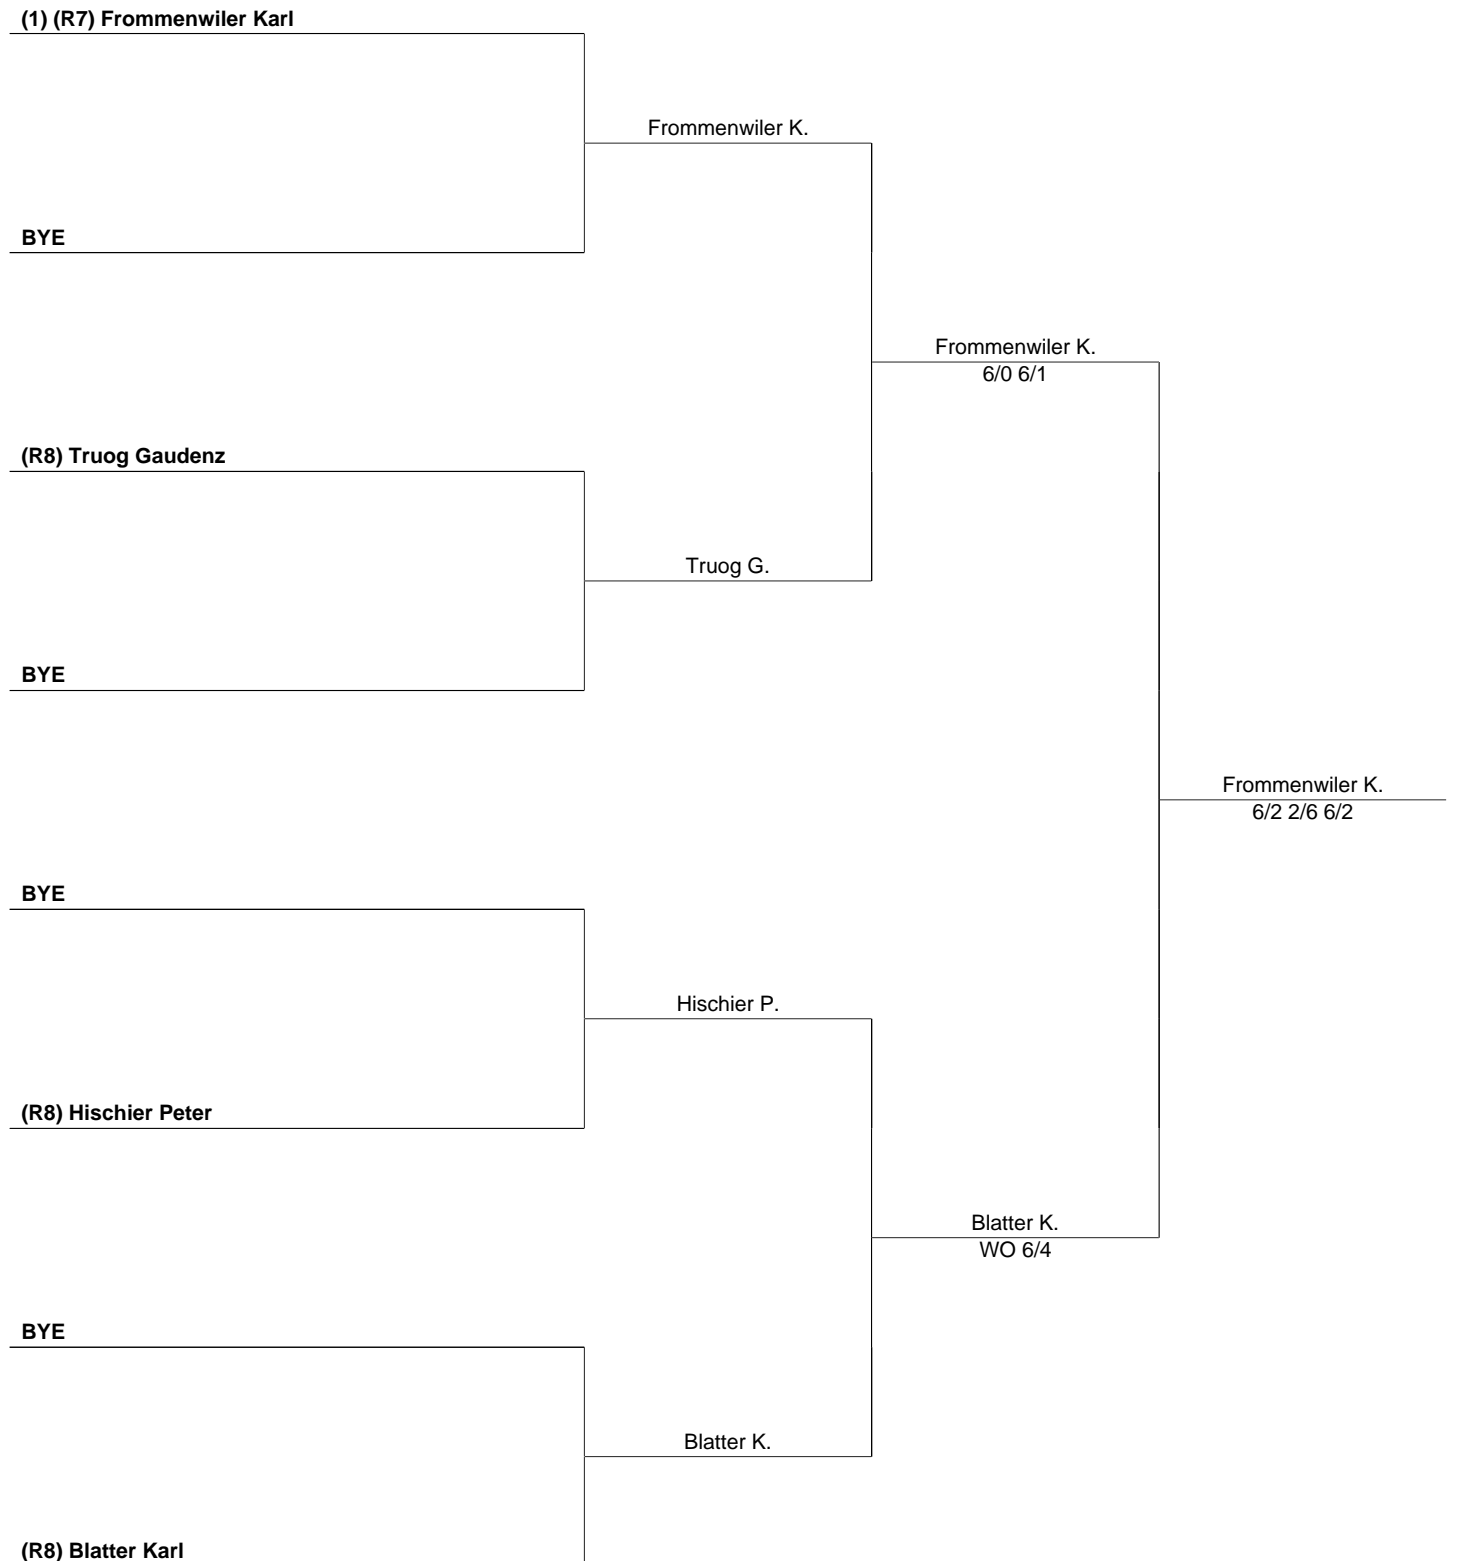 (1) (R7) Frommenwiler Karl
Frommenwiler K.
BYE
Frommenwiler K.
6/0 6/1
(R8) Truog Gaudenz
Truog G.
BYE
Frommenwiler K.
6/2 2/6 6/2
BYE
Hischier P.
(R8) Hischier Peter
Blatter K.
WO 6/4
BYE
Blatter K.
(R8) Blatter Karl